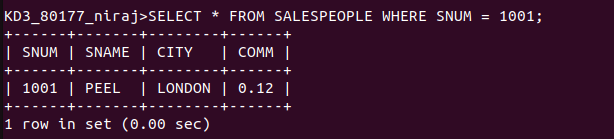 KD3_80177_niraj>SELECT * FROM SALESPEOPLE WHERE SNUM = 1001;
+------+-------+--------+------+
| SNUM | SNAME | CITY   | COMM |
+------+-------+--------+------+
| 1001 | PEEL  | LONDON | 0.12 |
+------+-------+--------+------+
1 row in set (0.00 sec)